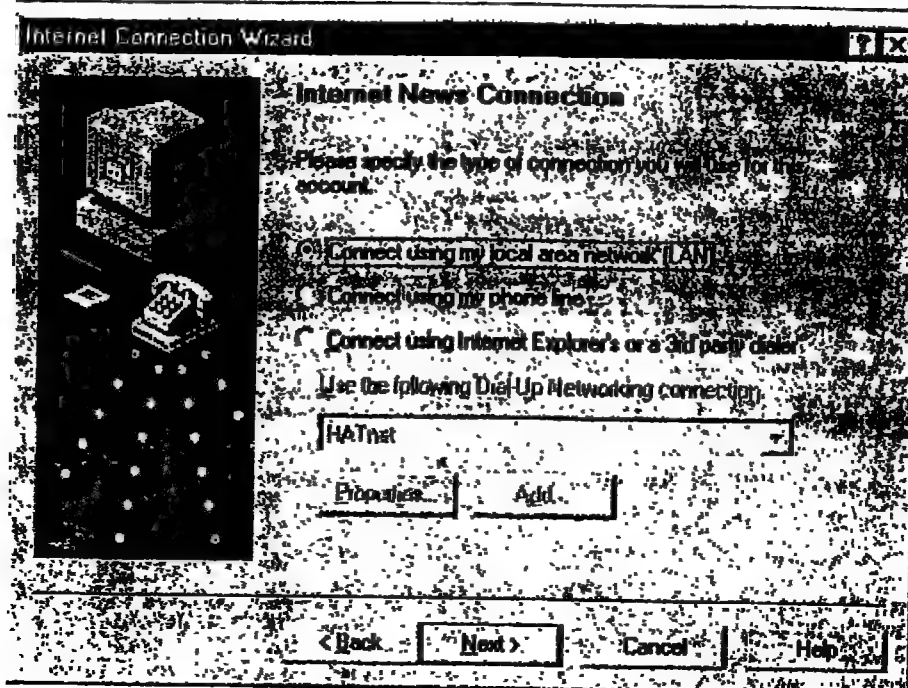 Internet Connection Wizard
Internet News Connection
Please specify the type of connection you will use for this
account.
Connect using my local area network (LAN)
Connect using my phone line
Connect using Internet Explorer's or a 3rd party dialer
Use the following Dial-Up Networking connection
HATnet
Properties... Add...
< Back Next > Cancel Help